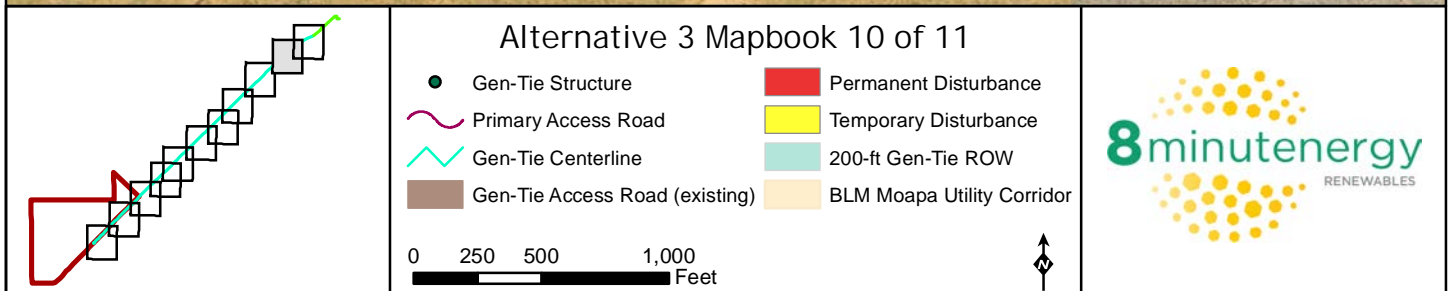 Alternative 3 Mapbook 10 of 11
Gen-Tie Structure
Primary Access Road
Gen-Tie Centerline
Gen-Tie Access Road (existing)
Permanent Disturbance
Temporary Disturbance
200-ft Gen-Tie ROW
BLM Moapa Utility Corridor
0 250 500 1,000
Feet
N
8minutenergy
RENEWABLES